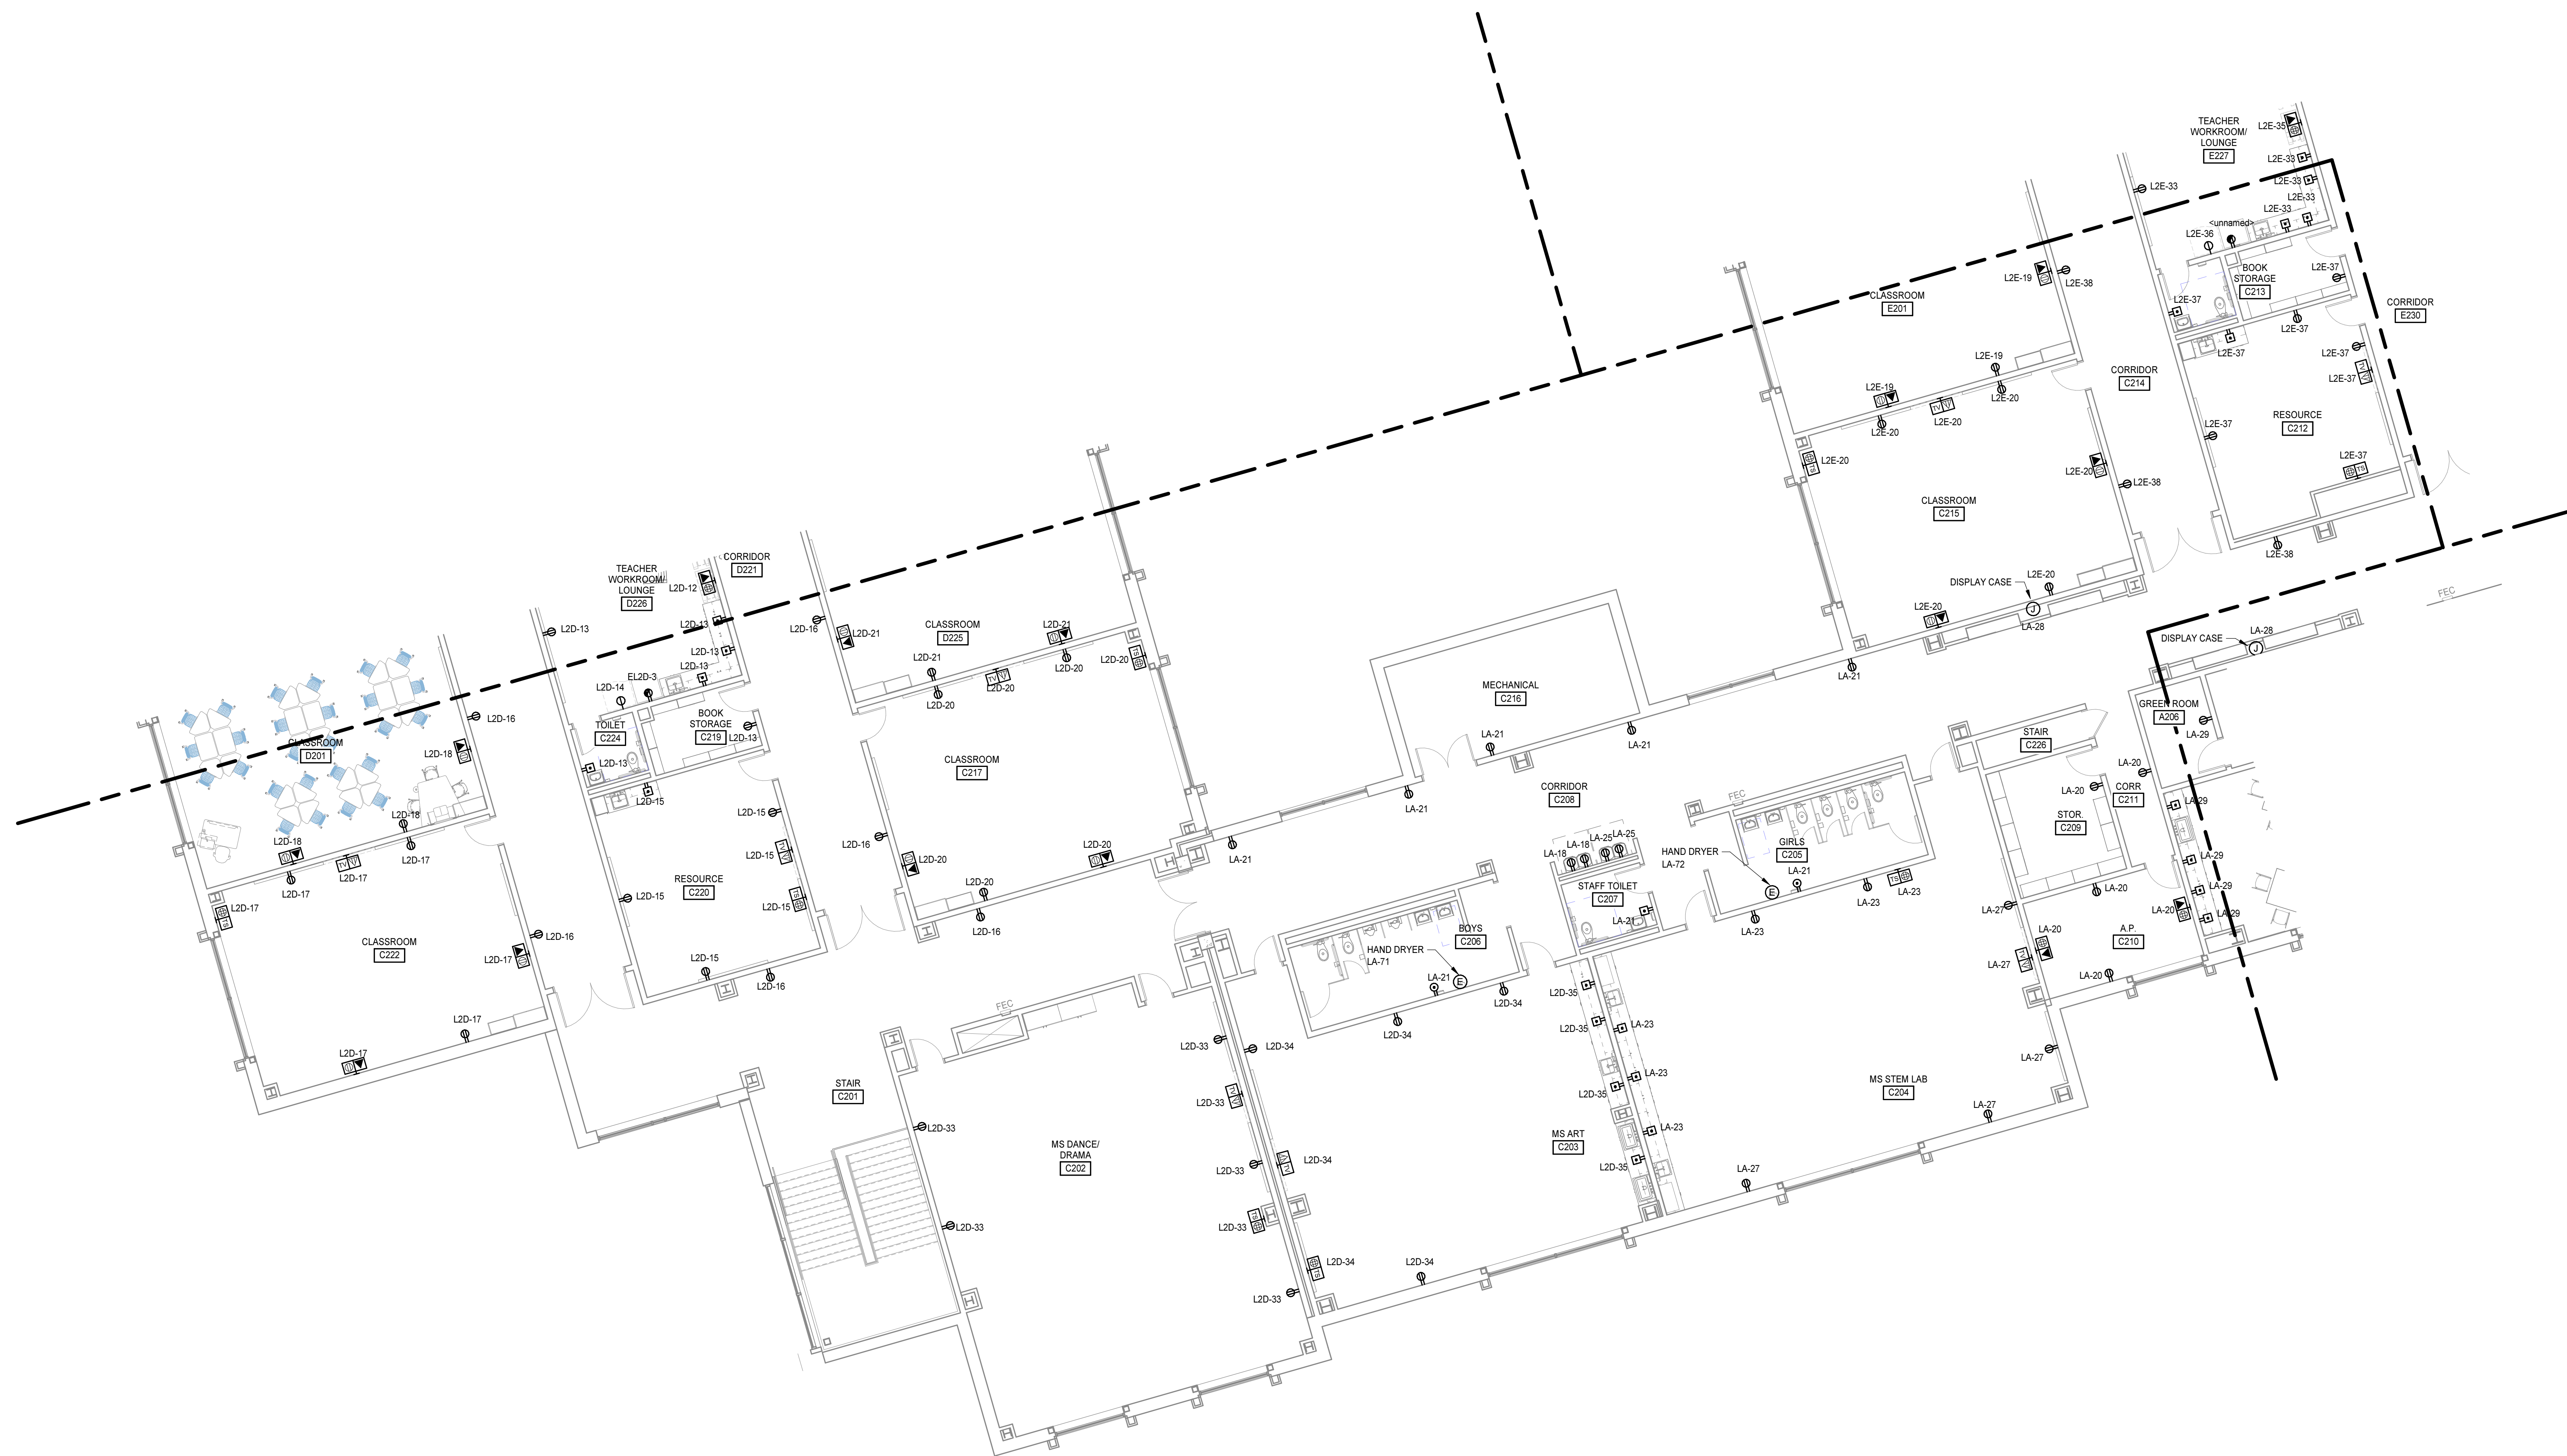 TEACHER
WORKROOM/
LOUNGE
E227
L2E-35
L2E-33
L2E-33
L2E-33
L2E-33
L2E-33
<unnamed>
L2E-36
BOOK
STORAGE
C213
L2E-37
L2E-37
L2E-37
L2E-37
CORRIDOR
E230
L2E-19
L2E-38
CLASSROOM
E201
L2E-19
L2E-19
L2E-20
L2E-20
TV
L2E-20
L2E-20
TS
CORRIDOR
C214
L2E-37
TV
L2E-37
RESOURCE
C212
L2E-37
L2E-37
TS
L2E-20
L2E-38
CLASSROOM
C215
L2E-38
L2E-20
DISPLAY CASE
J
L2E-20
LA-28
FEC
DISPLAY CASE
LA-28
J
LA-21
GREEN ROOM
A206
LA-29
CORRIDOR
D221
TEACHER
WORKROOM/
LOUNGE
D226
L2D-12
L2D-13
L2D-13
L2D-13
L2D-13
EL2D-3
L2D-14
TOILET
C224
BOOK
STORAGE
C219
L2D-13
L2D-13
L2D-15
L2D-16
L2D-21
CLASSROOM
D225
L2D-21
L2D-21
L2D-20
L2D-20
TV
L2D-20
L2D-20
TS
L2D-16
CLASSROOM
D201
L2D-18
L2D-18
L2D-18
L2D-17
L2D-17
TV
L2D-17
L2D-17
TS
CLASSROOM
C222
L2D-16
L2D-17
L2D-17
L2D-17
L2D-15
L2D-15
TV
L2D-15
RESOURCE
C220
L2D-15
TS
L2D-15
L2D-16
CLASSROOM
C217
L2D-16
L2D-20
L2D-20
L2D-20
L2D-16
MECHANICAL
C216
LA-21
LA-21
LA-21
LA-21
CORRIDOR
C208
STAIR
C226
LA-20
LA-20
CORR
C211
STOR.
C209
LA-29
LA-29
LA-29
LA-29
LA-20
LA-20
A.P.
C210
LA-20
LA-20
LA-27
TV
LA-27
FEC
GIRLS
C205
HAND DRYER
LA-72
E
LA-21
LA-23
LA-23
TS
LA-23
LA-18
LA-18
LA-25
LA-25
STAFF TOILET
C207
LA-21
BOYS
C206
HAND DRYER
LA-71
E
LA-21
L2D-34
L2D-34
L2D-35
L2D-35
L2D-35
L2D-35
LA-23
LA-23
LA-23
MS STEM LAB
C204
LA-27
LA-27
LA-27
MS ART
C203
FEC
L2D-33
L2D-34
TV
L2D-33
L2D-33
L2D-34
TV
TS
L2D-33
L2D-34
TS
L2D-34
L2D-33
STAIR
C201
L2D-33
L2D-33
MS DANCE/
DRAMA
C202